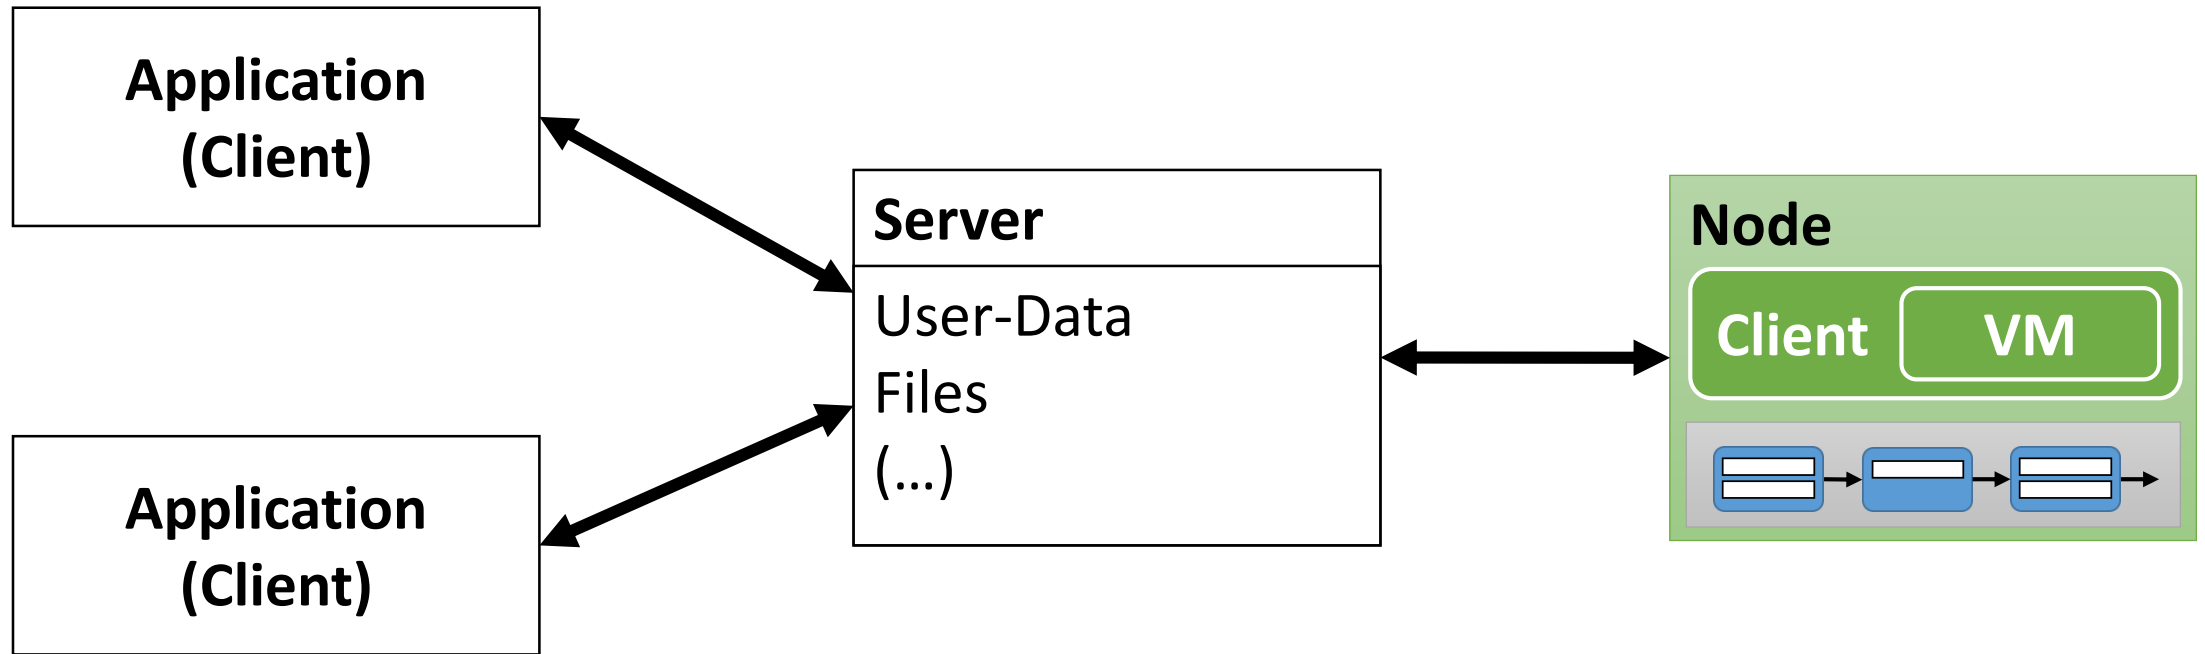 Application
(Client)
Application
(Client)
Server
User-Data
Files
(...)
Node
Client
VM